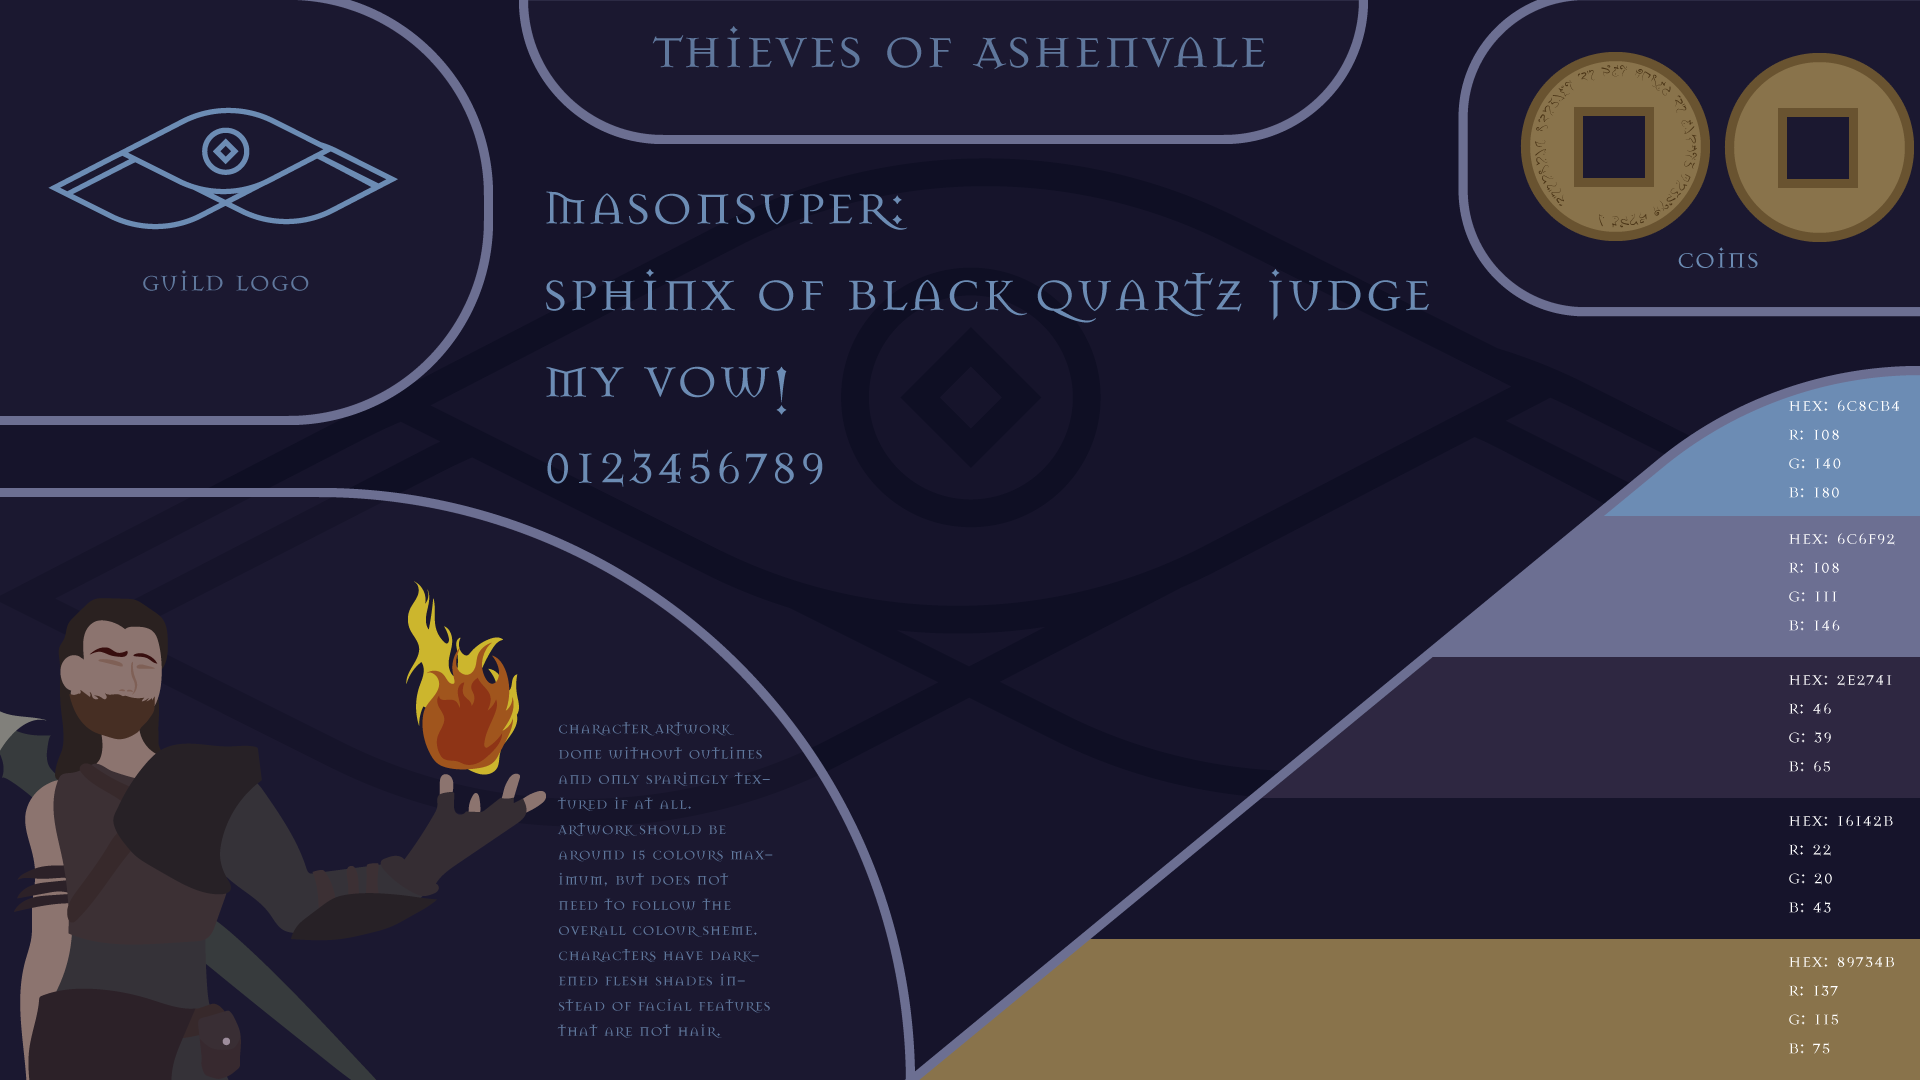 THIEVES OF ASHENVALE
GUILD LOGO
MASONSUPER:
SPHINX OF BLACK QUARTZ JUDGE
MY VOW!
0123456789
COINS
CHARACTER ARTWORK
DONE WITHOUT OUTLINES
AND ONLY SPARINGLY TEX-
TURED IF AT ALL.
ARTWORK SHOULD BE
AROUND 15 COLOURS MAX-
IMUM, BUT DOES NOT
NEED TO FOLLOW THE
OVERALL COLOUR SHEME.
CHARACTERS HAVE DARK-
ENED FLESH SHADES IN-
STEAD OF FACIAL FEATURES
THAT ARE NOT HAIR.
HEX: 6C8CB4
R: 108
G: 140
B: 180
HEX: 6C6F92
R: 108
G: 111
B: 146
HEX: 2E2741
R: 46
G: 39
B: 65
HEX: 16142B
R: 22
G: 20
B: 43
HEX: 89734B
R: 137
G: 115
B: 75